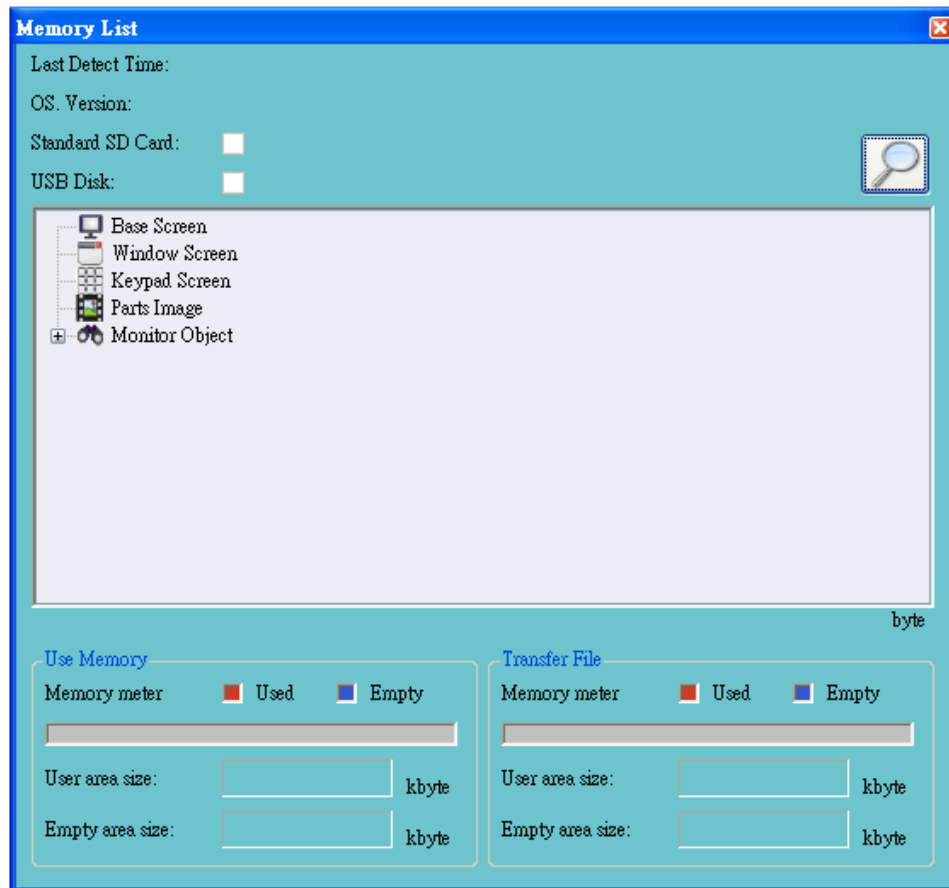 Memory List
Last Detect Time:
OS. Version:
Standard SD Card:
USB Disk:
Base Screen
Window Screen
Keypad Screen
Parts Image
Monitor Object
byte
Use Memory
Memory meter Used Empty
User area size: kbyte
Empty area size: kbyte
Transfer File
Memory meter Used Empty
User area size: kbyte
Empty area size: kbyte